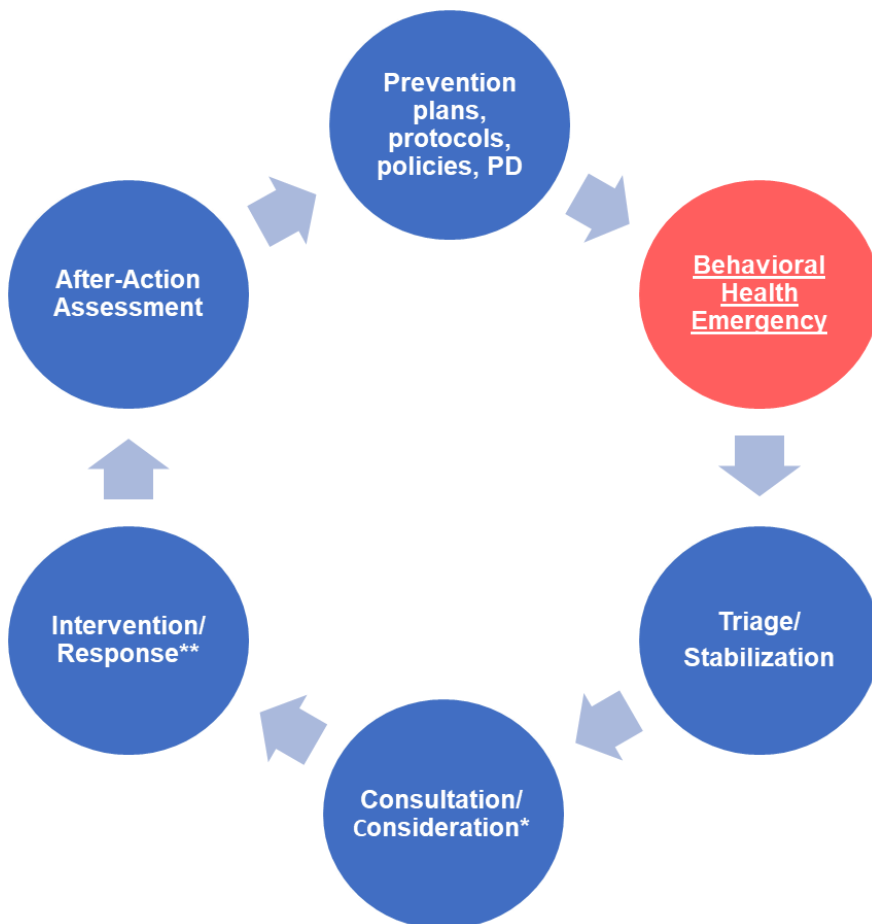 Prevention
plans,
protocols,
policies, PD
Behavioral
Health
Emergency
Triage/
Stabilization
Consultation/
Consideration*
Intervention/
Response**
After-Action
Assessment